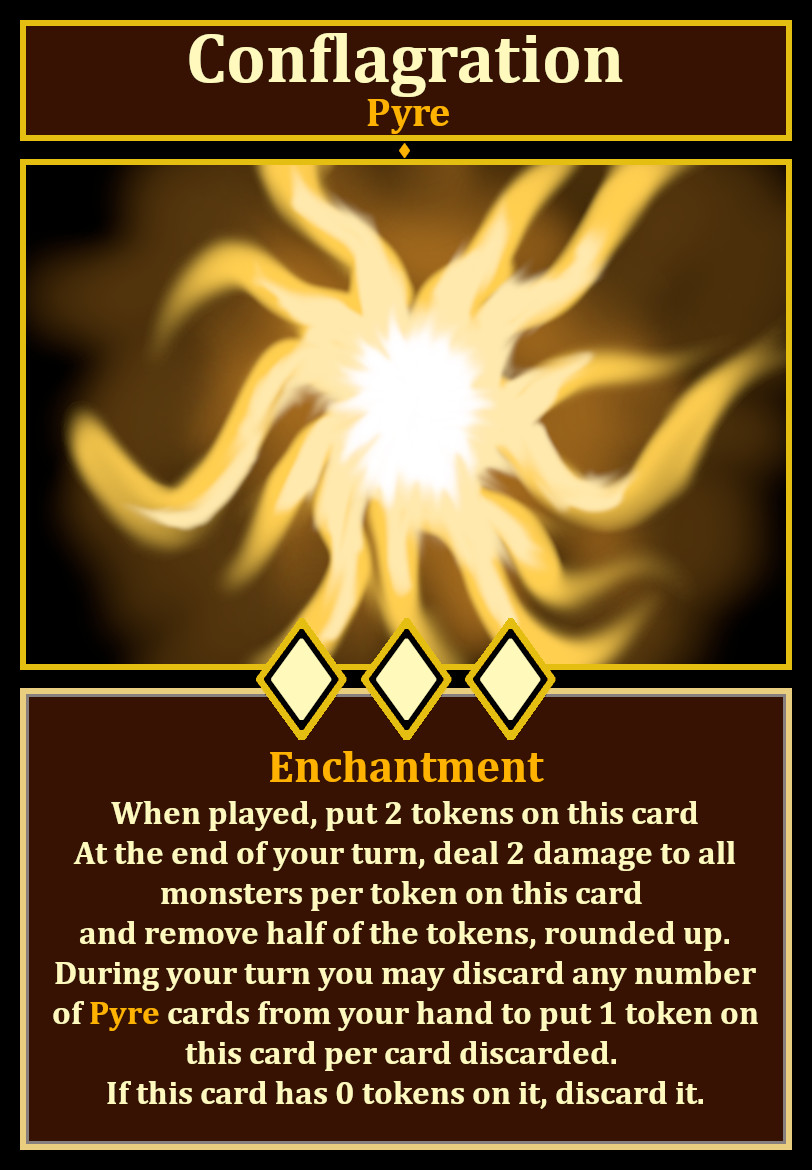 Conflagration
Pyre
Enchantment
When played, put 2 tokens on this card
At the end of your turn, deal 2 damage to all
monsters per token on this card
and remove half of the tokens, rounded up.
During your turn you may discard any number
of Pyre cards from your hand to put 1 token on
this card per card discarded.
If this card has 0 tokens on it, discard it.